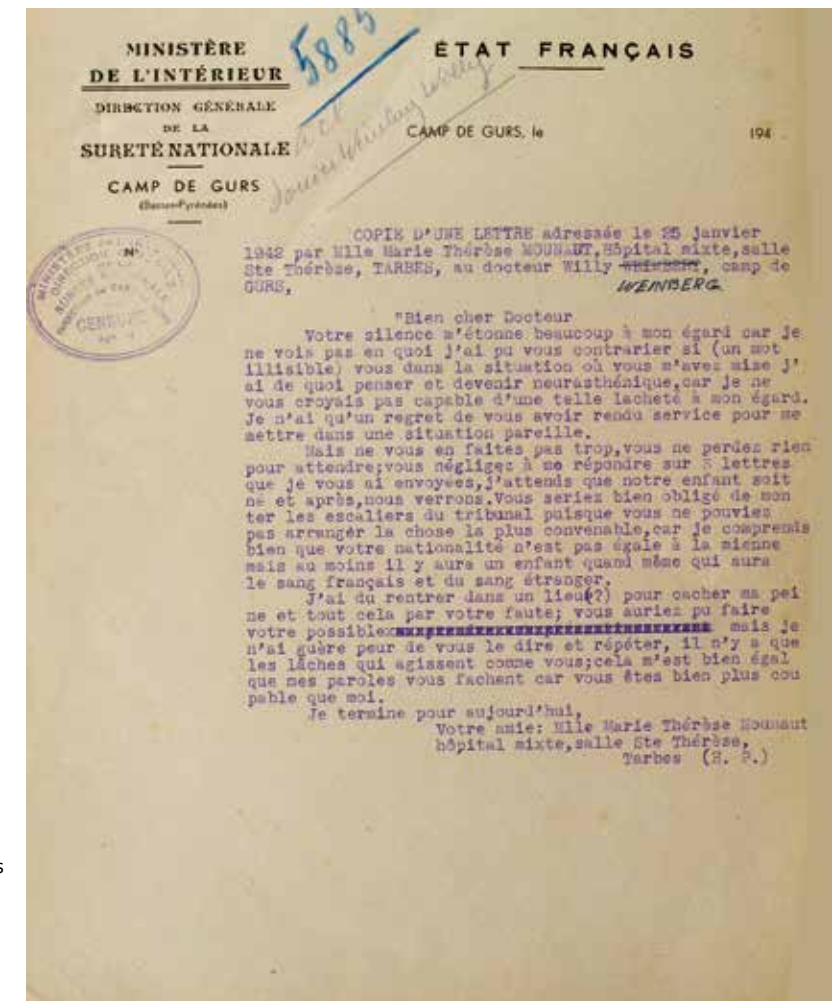 MINISTÈRE
DE L'INTÉRIEUR
DIRECTION GÉNÉRALE
DE LA
SURETÉ NATIONALE
CAMP DE GURS
(Basses-Pyrénées)
5885
ÉTAT FRANÇAIS
Willy
CAMP DE GURS, le 194
N°
CENSURE
COPIE D'UNE LETTRE adressée le 25 janvier
1942 par Mlle Marie Thérèse MOUNAUT,Hôpital mixte,salle
Ste Thérèse, TARBES, au docteur Willy , camp de
GURS, WEINBERG
"Bien cher Docteur
Votre silence m'étonne beaucoup à mon égard car je
ne vois pas en quoi j'ai pu vous contrarier si (un mot
illisible) vous dans la situation où vous m'avez mise j'
ai de quoi penser et devenir neurasthénique,car je ne
vous croyais pas capable d'une telle lacheté à mon égard.
Je n'ai qu'un regret de vous avoir rendu service pour me
mettre dans une situation pareille.
Mais ne vous en faites pas trop,vous ne perdez rien
pour attendre;vous négligez à me répondre sur lettres
que je vous ai envoyées,j'attends que notre enfant soit
né et après,nous verrons.Vous seriez bien obligé de mon
ter les escaliers du tribunal puisque vous ne pouviez
pas arranger la chose la plus convenable,car je comprends
bien que votre nationalité n'est pas égale à la mienne
mais au moins il y aura un enfant quand même qui aura
le sang français et du sang étranger.
J'ai du rentrer dans un lieu(?) pour cacher ma pei
ne et tout cela par votre faute; vous auriez pu faire
votre possible mais je
n'ai guère peur de vous le dire et répéter, il n'y a que
les lâches qui agissent comme vous;cela m'est bien égal
que mes paroles vous fachent car vous êtes bien plus cou
pable que moi.
Je termine pour aujourd'hui,
Votre amie: Mlle Marie Thérèse Mounaut
hôpital mixte,salle Ste Thérèse,
Tarbes (H. P.)
s